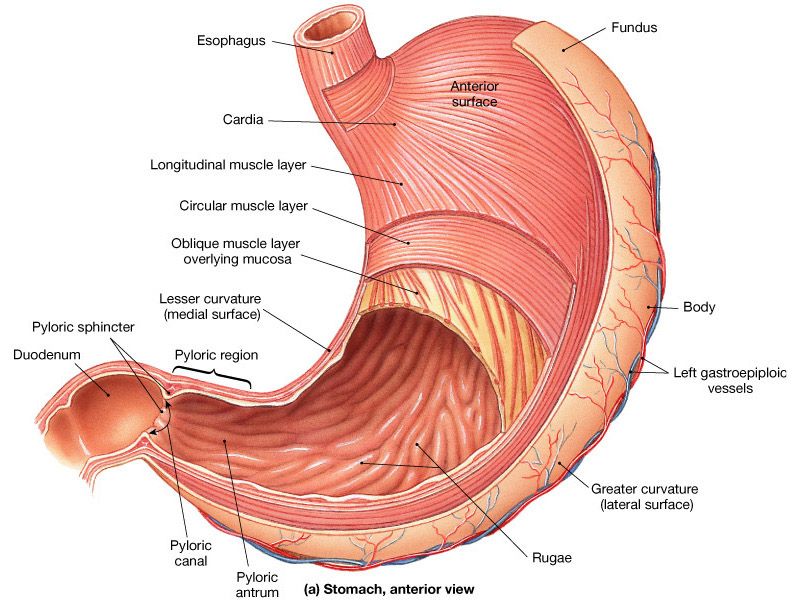 Esophagus
Fundus
Anterior
surface
Cardia
Longitudinal muscle layer
Circular muscle layer
Oblique muscle layer
overlying mucosa
Lesser curvature
(medial surface)
Body
Pyloric sphincter
Pyloric region
Duodenum
Left gastroepiploic
vessels
Greater curvature
(lateral surface)
Pyloric
canal
Rugae
Pyloric
antrum
(a) Stomach, anterior view